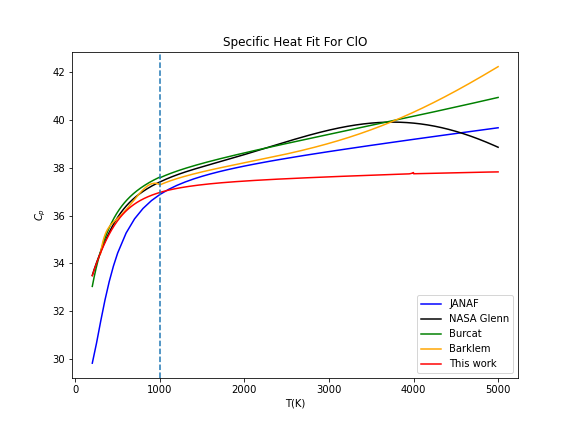 Specific Heat Fit For ClO
42
40
38
36
34
32
30
C_p
0 1000 2000 3000 4000 5000
T(K)
JANAF
NASA Glenn
Burcat
Barklem
This work